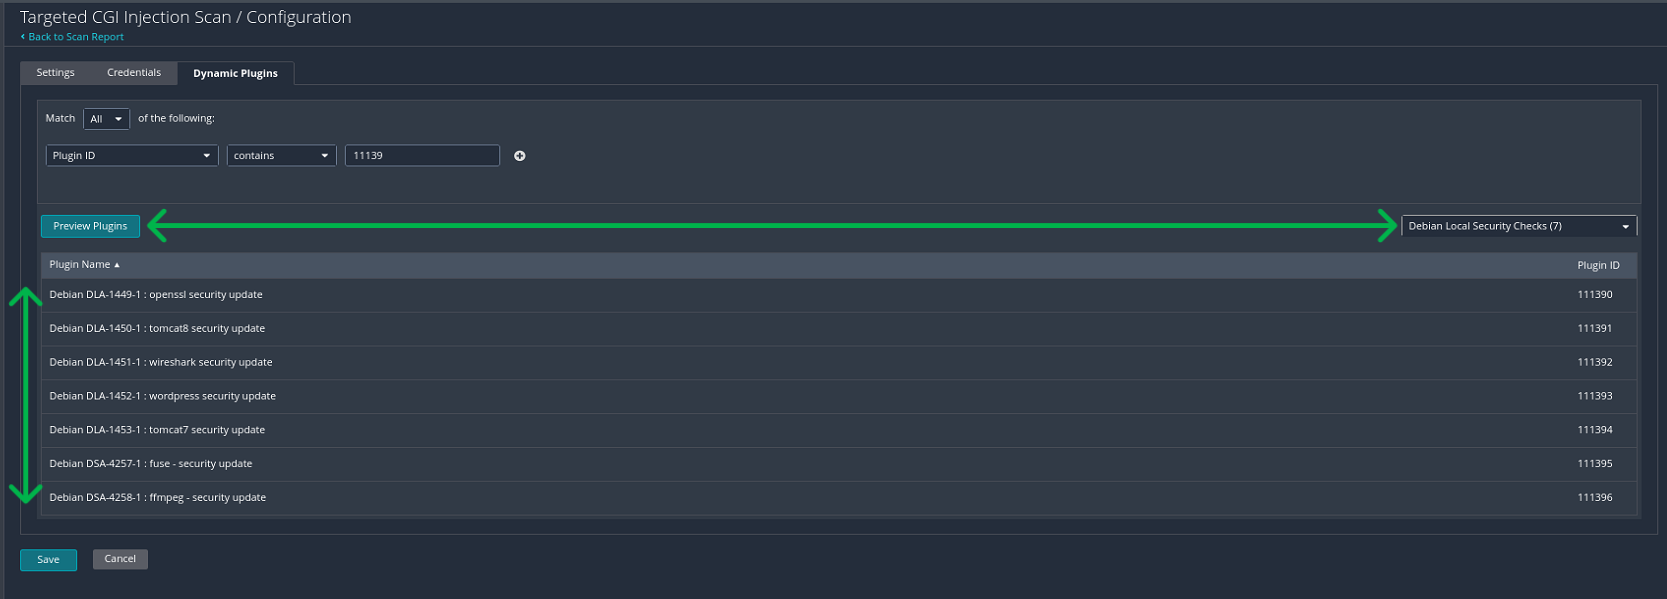 Targeted CGI Injection Scan / Configuration
‹ Back to Scan Report
Settings Credentials Dynamic Plugins
Match All of the following:
Plugin ID contains 11139
Preview Plugins Debian Local Security Checks (7)
Plugin Name Plugin ID
Debian DLA-1449-1 : openssl security update 111390
Debian DLA-1450-1 : tomcat8 security update 111391
Debian DLA-1451-1 : wireshark security update 111392
Debian DLA-1452-1 : wordpress security update 111393
Debian DLA-1453-1 : tomcat7 security update 111394
Debian DSA-4257-1 : fuse - security update 111395
Debian DSA-4258-1 : ffmpeg - security update 111396
Save Cancel